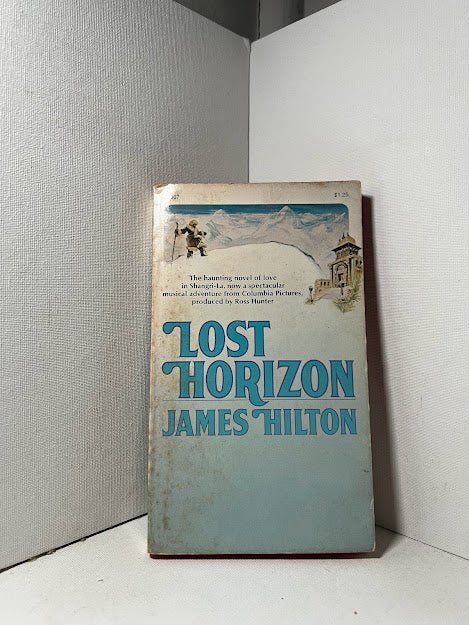 $1.25
The haunting novel of love
in Shangri-La, now a spectacular
musical adventure from Columbia Pictures,
produced by Ross Hunter
LOST
HORIZON
JAMES HILTON